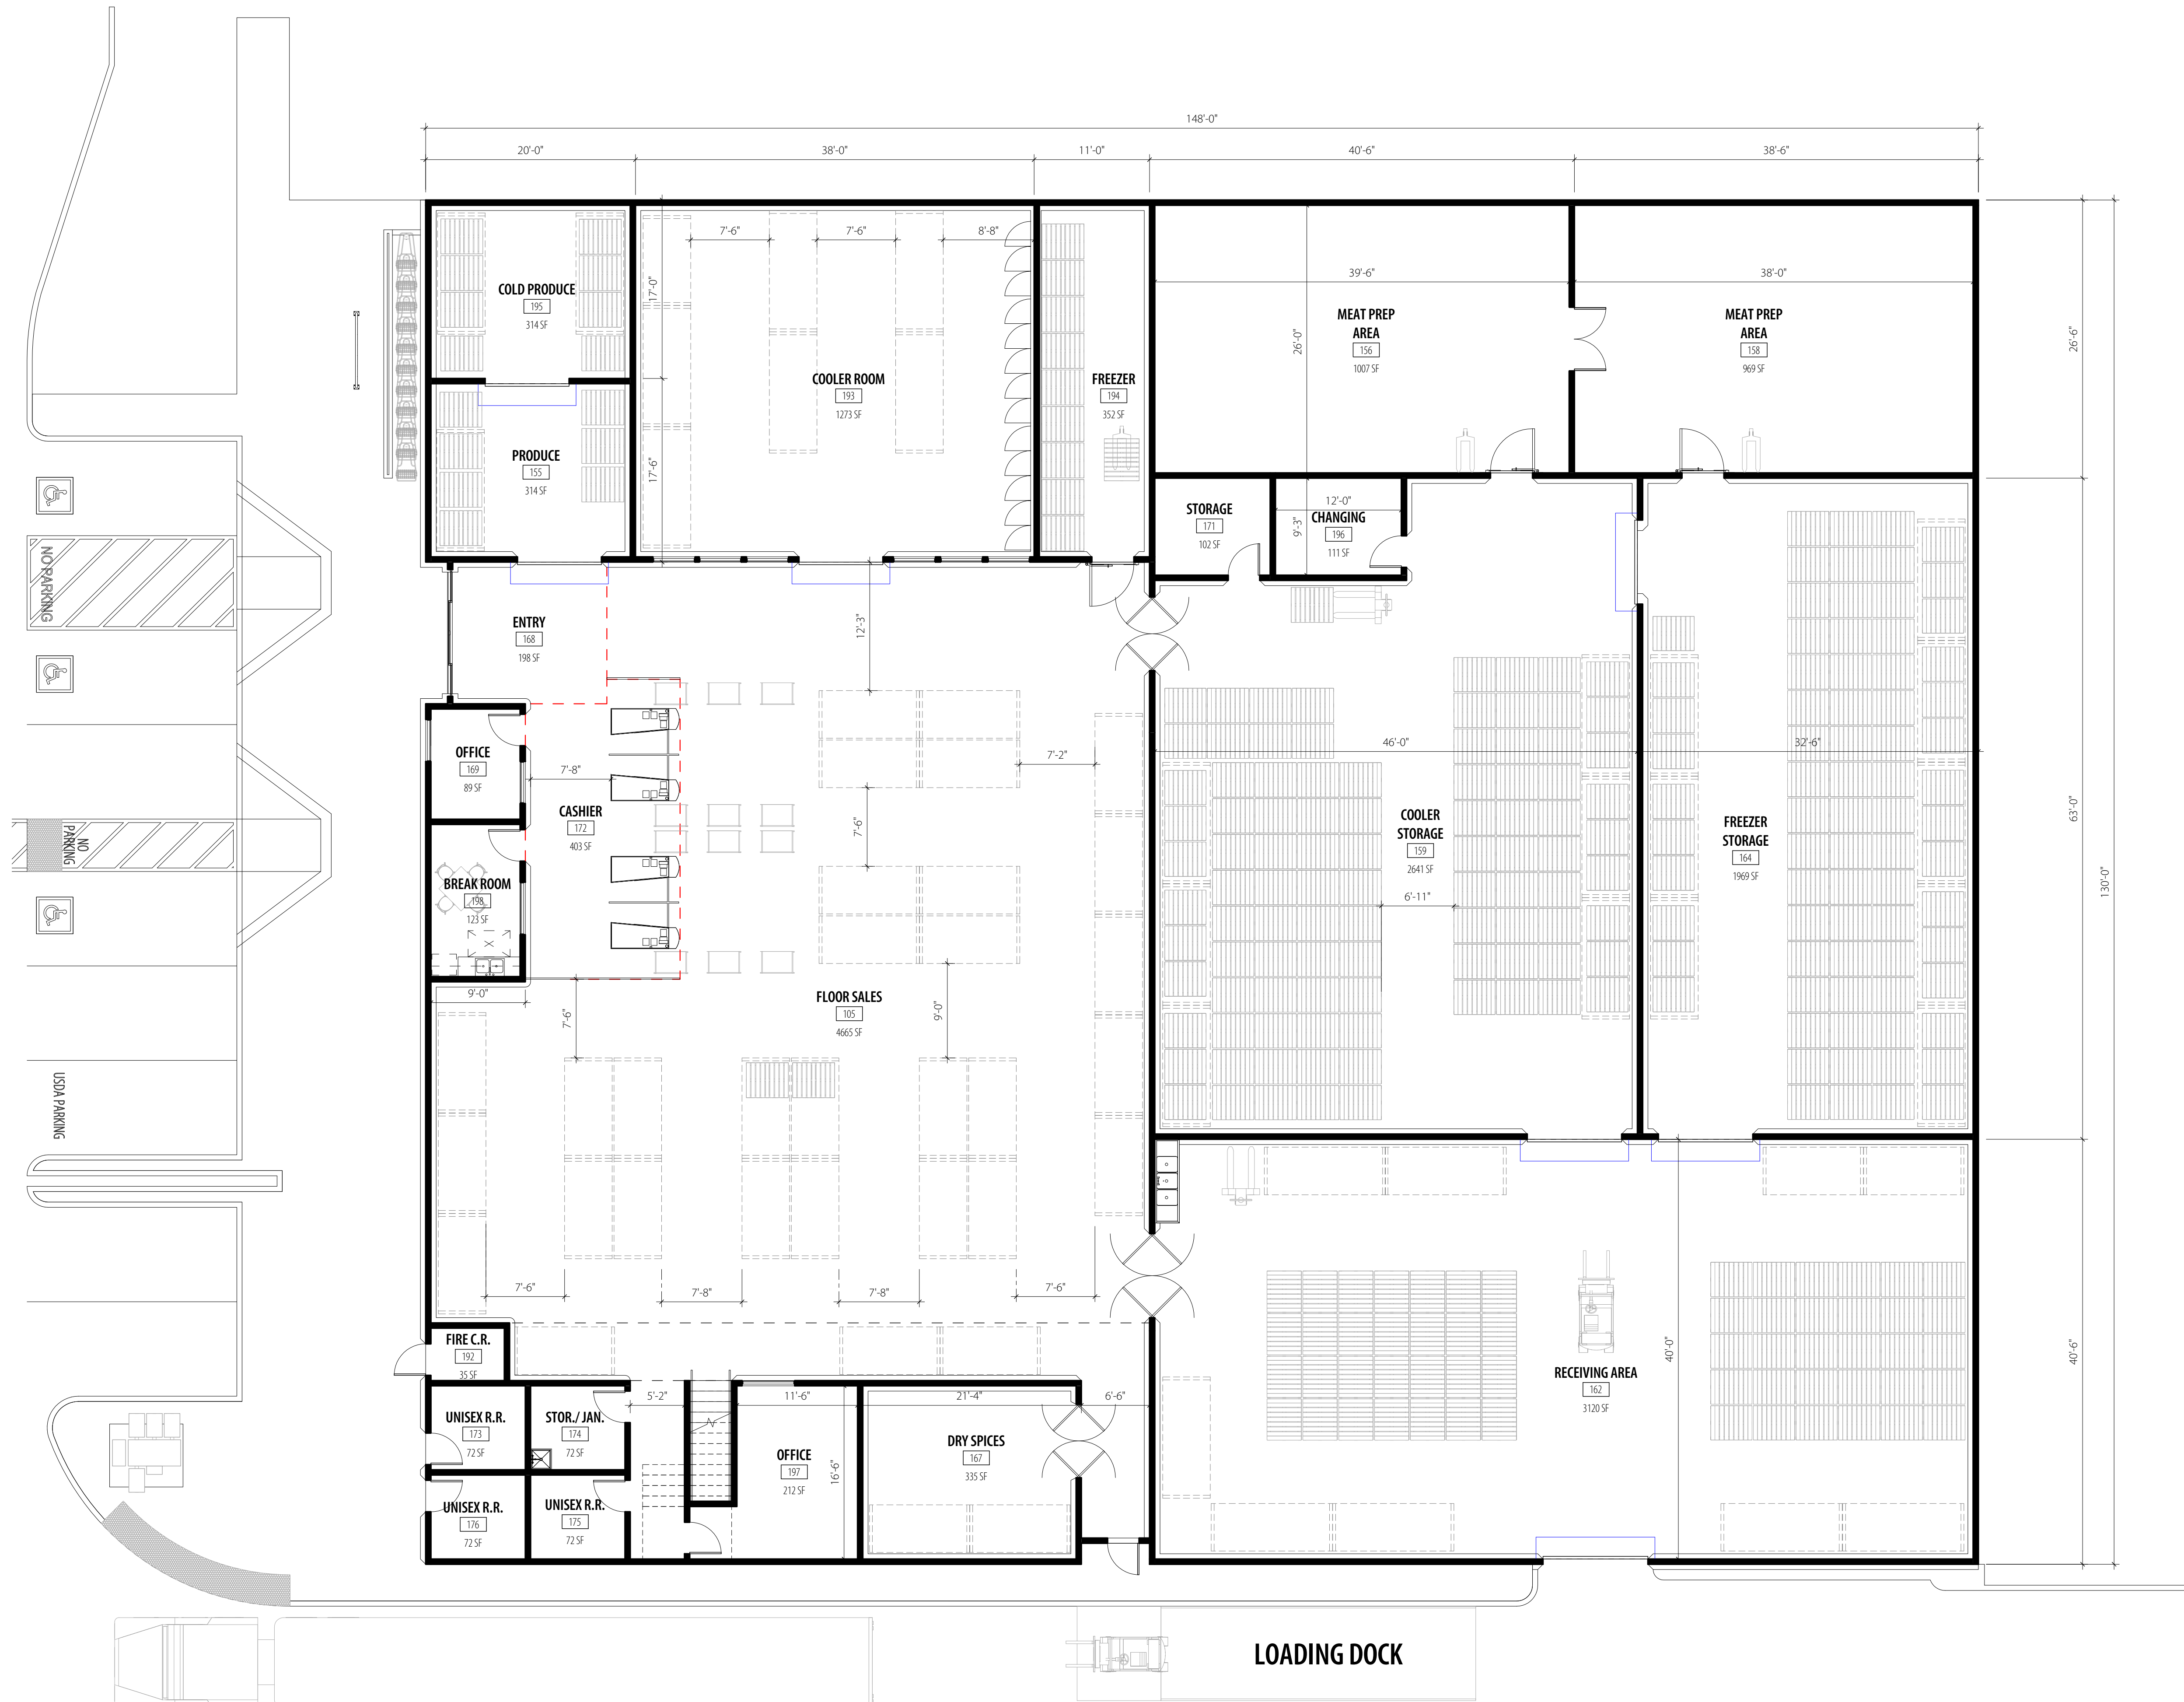 148'-0"
20'-0"
38'-0"
11'-0"
40'-6"
38'-6"
7'-6"
7'-6"
8'-8"
17'-0"
39'-6"
38'-0"
COLD PRODUCE
195
314 SF
MEAT PREP
AREA
156
1007 SF
MEAT PREP
AREA
158
969 SF
26'-0"
26'-6"
COOLER ROOM
193
1273 SF
FREEZER
194
352 SF
PRODUCE
155
314 SF
17'-6"
STORAGE
171
102 SF
12'-0"
CHANGING
196
111 SF
9'-3"
NO PARKING
ENTRY
168
198 SF
12'-3"
OFFICE
169
89 SF
7'-8"
7'-2"
46'-0"
32'-6"
63'-0"
CASHIER
172
403 SF
7'-6"
COOLER
STORAGE
159
2641 SF
FREEZER
STORAGE
164
1969 SF
NO
PARKING
BREAK ROOM
198
123 SF
6'-11"
130'-0"
9'-0"
7'-6"
FLOOR SALES
105
4665 SF
9'-0"
USDA PARKING
7'-6"
7'-8"
7'-8"
7'-6"
FIRE C.R.
192
35 SF
40'-0"
40'-6"
RECEIVING AREA
162
3120 SF
5'-2"
11'-6"
21'-4"
6'-6"
UNISEX R.R.
173
72 SF
STOR./ JAN.
174
72 SF
OFFICE
197
212 SF
16'-6"
DRY SPICES
167
335 SF
UNISEX R.R.
176
72 SF
UNISEX R.R.
175
72 SF
LOADING DOCK